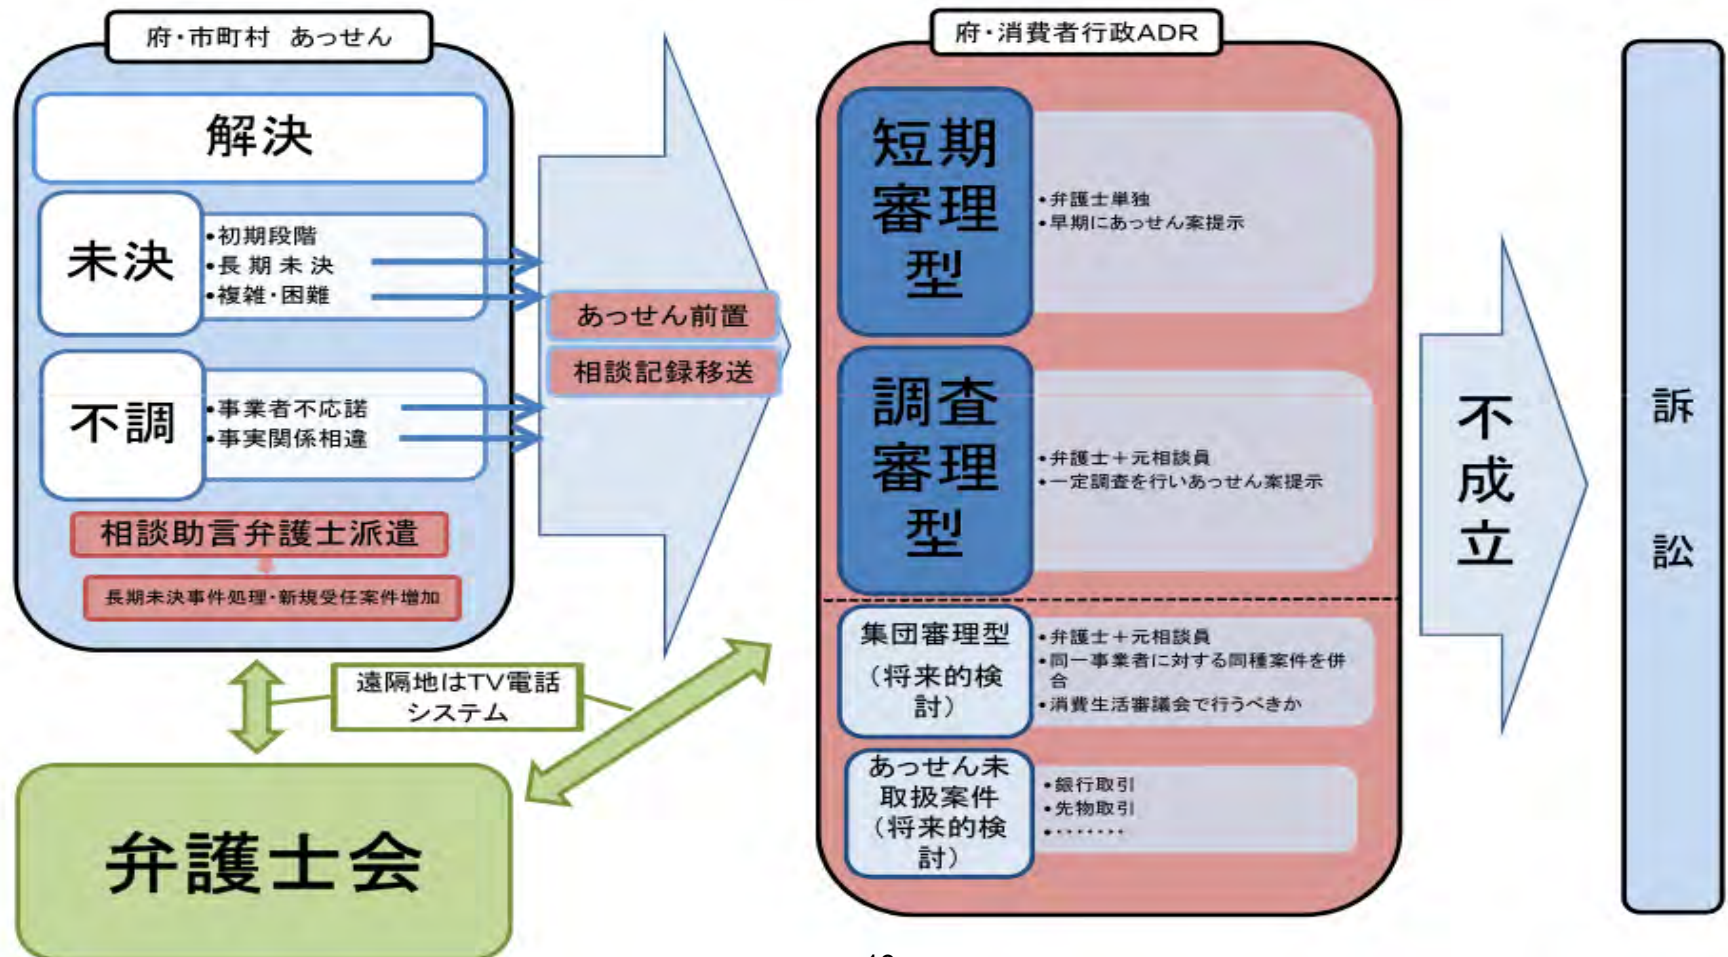 府・市町村 あっせん
解決
未決
・初期段階
・長期未決
・複雑・困難
不調
・事業者不応諾
・事実関係相違
相談助言弁護士派遣
長期未決事件処理・新規受任案件増加
あっせん前置
相談記録移送
遠隔地はTV電話
システム
弁護士会
府・消費者行政ADR
短期
審理
型
・弁護士単独
・早期にあっせん案提示
調査
審理
型
・弁護士＋元相談員
・一定調査を行いあっせん案提示
集団審理型
（将来的検
討）
・弁護士＋元相談員
・同一事業者に対する同種案件を併
合
・消費生活審議会で行うべきか
あっせん未
取扱案件
（将来的検
討）
・銀行取引
・先物取引
・・・・・・・・
不
成
立
訴
訟